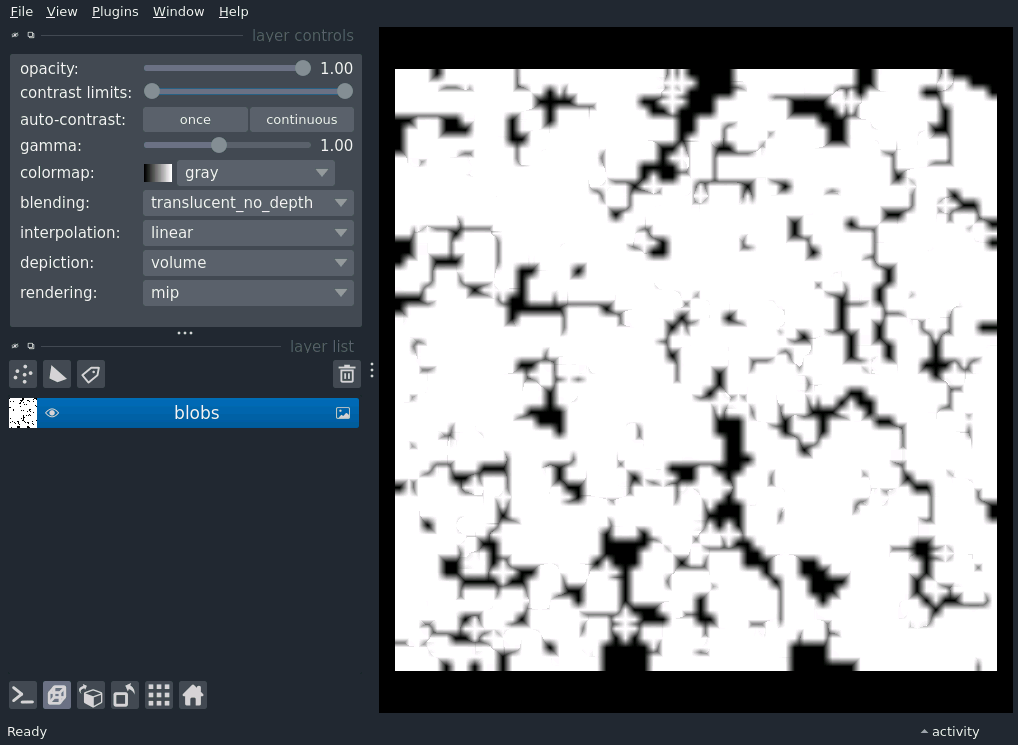 File View Plugins Window Help
layer controls
opacity: 1.00
contrast limits:
auto-contrast: once continuous
gamma: 1.00
colormap: gray
blending: translucent_no_depth
interpolation: linear
depiction: volume
rendering: mip
layer list
blobs
Ready activity